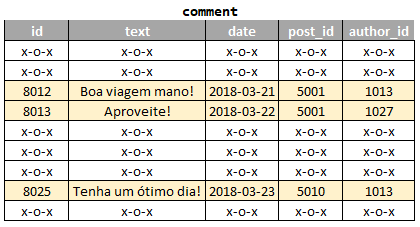 comment
id text date post_id author_id
x-o-x x-o-x x-o-x x-o-x x-o-x
x-o-x x-o-x x-o-x x-o-x x-o-x
8012 Boa viagem mano! 2018-03-21 5001 1013
8013 Aproveite! 2018-03-22 5001 1027
x-o-x x-o-x x-o-x x-o-x x-o-x
x-o-x x-o-x x-o-x x-o-x x-o-x
x-o-x x-o-x x-o-x x-o-x x-o-x
8025 Tenha um ótimo dia! 2018-03-23 5010 1013
x-o-x x-o-x x-o-x x-o-x x-o-x